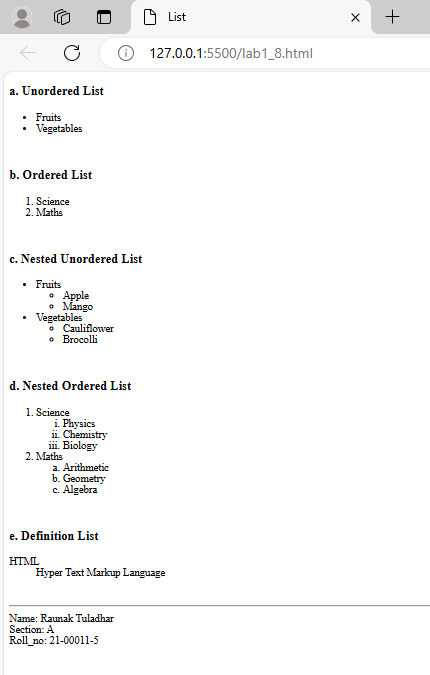 List
127.0.0.1:5500/lab1_8.html
a. Unordered List
• Fruits
• Vegetables
b. Ordered List
1. Science
2. Maths
c. Nested Unordered List
• Fruits
◦ Apple
◦ Mango
• Vegetables
◦ Cauliflower
◦ Brocolli
d. Nested Ordered List
1. Science
i. Physics
ii. Chemistry
iii. Biology
2. Maths
a. Arithmetic
b. Geometry
c. Algebra
e. Definition List
HTML
Hyper Text Markup Language
Name: Raunak Tuladhar
Section: A
Roll_no: 21-00011-5